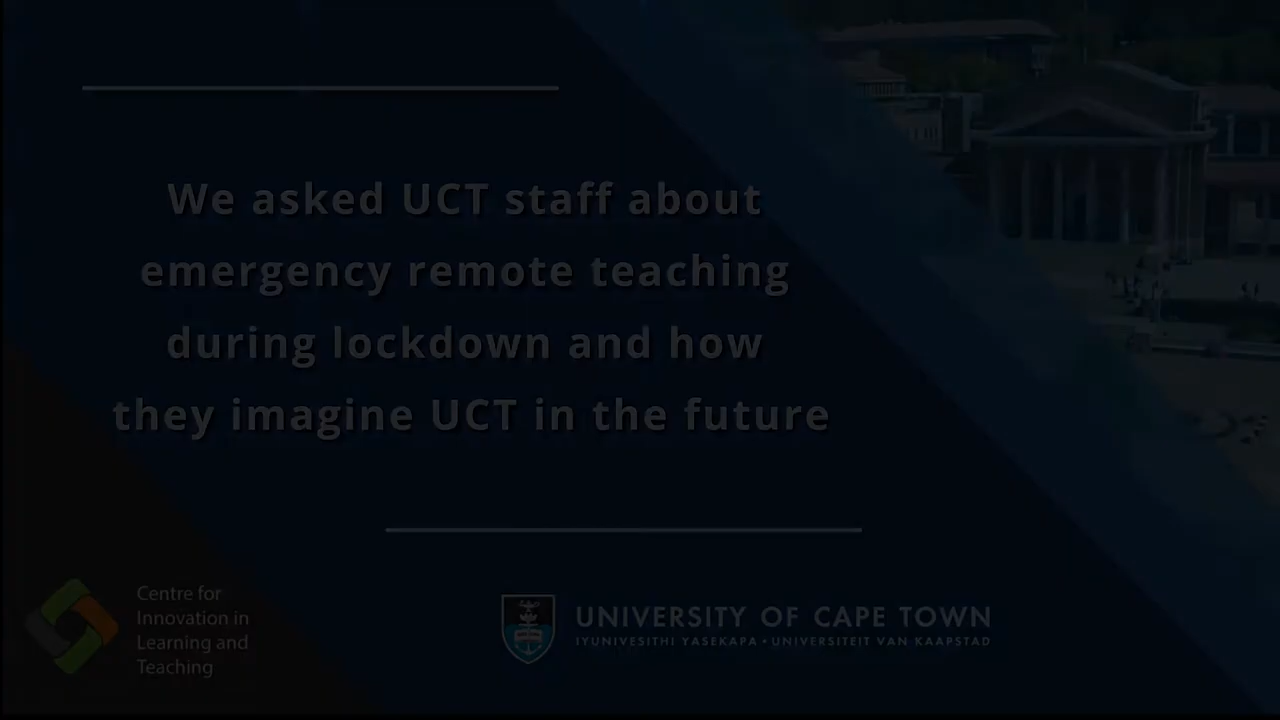 We asked UCT staff about
emergency remote teaching
during lockdown and how
they imagine UCT in the future
Centre for
Innovation in
Learning and
Teaching
UNIVERSITY OF CAPE TOWN
IYUNIVESITHI YASEKAPA • UNIVERSITEIT VAN KAAPSTAD